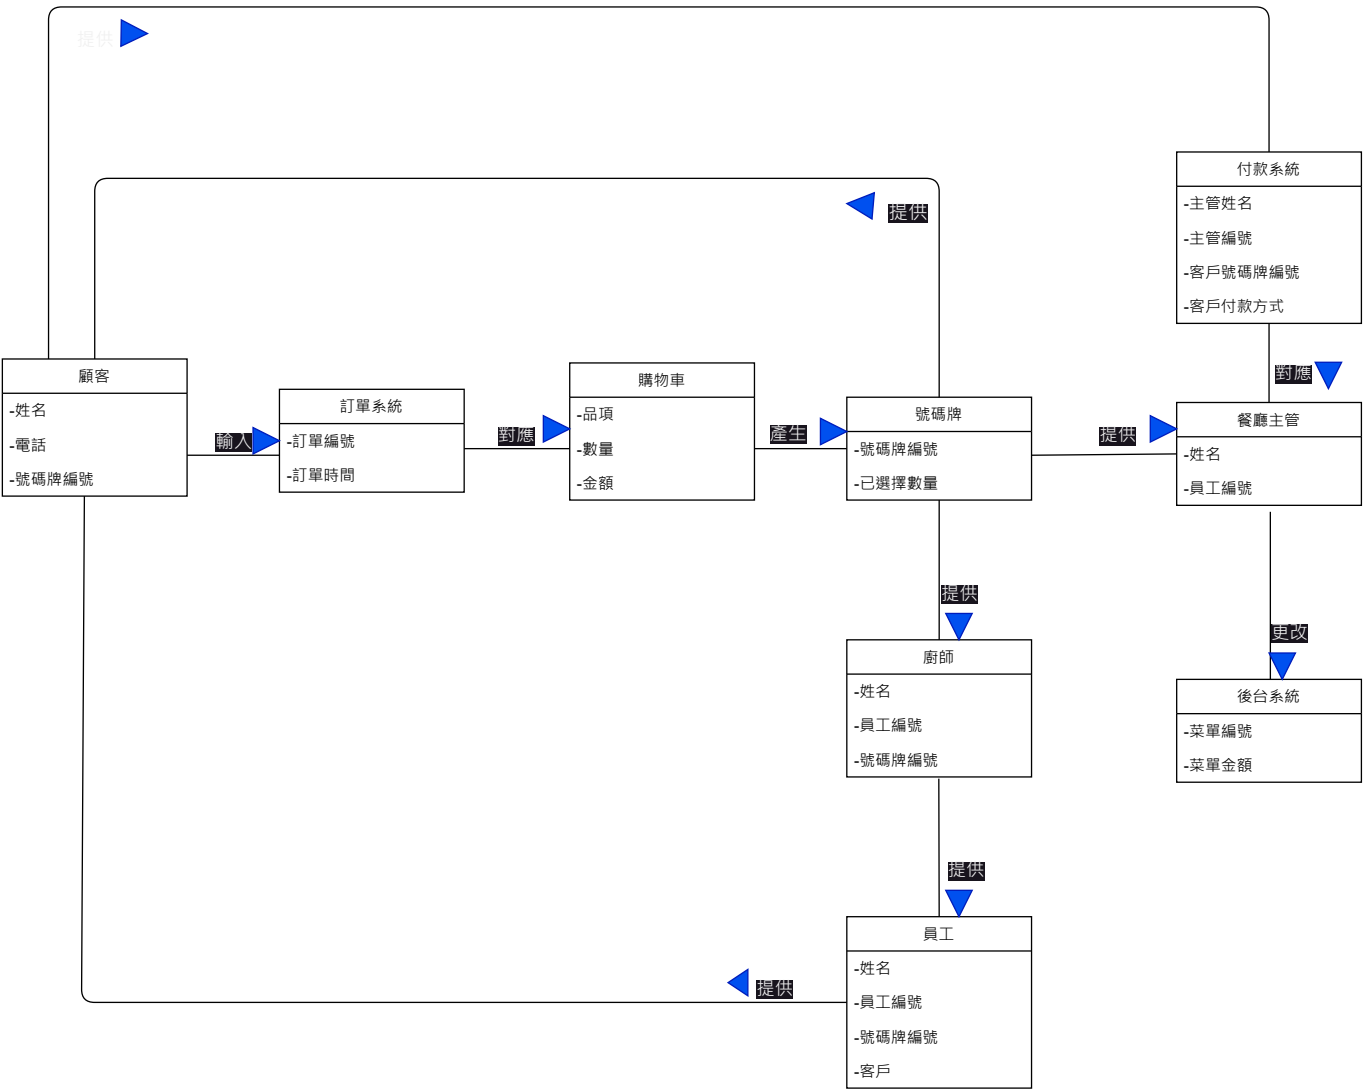 提供
提供
付款系統
-主管姓名
-主管編號
-客戶號碼牌編號
-客戶付款方式
對應
顧客
-姓名
-電話
-號碼牌編號
輸入
訂單系統
-訂單編號
-訂單時間
對應
購物車
-品項
-數量
-金額
產生
號碼牌
-號碼牌編號
-已選擇數量
提供
餐廳主管
-姓名
-員工編號
提供
更改
廚師
-姓名
-員工編號
-號碼牌編號
後台系統
-菜單編號
-菜單金額
提供
員工
-姓名
-員工編號
-號碼牌編號
-客戶
提供